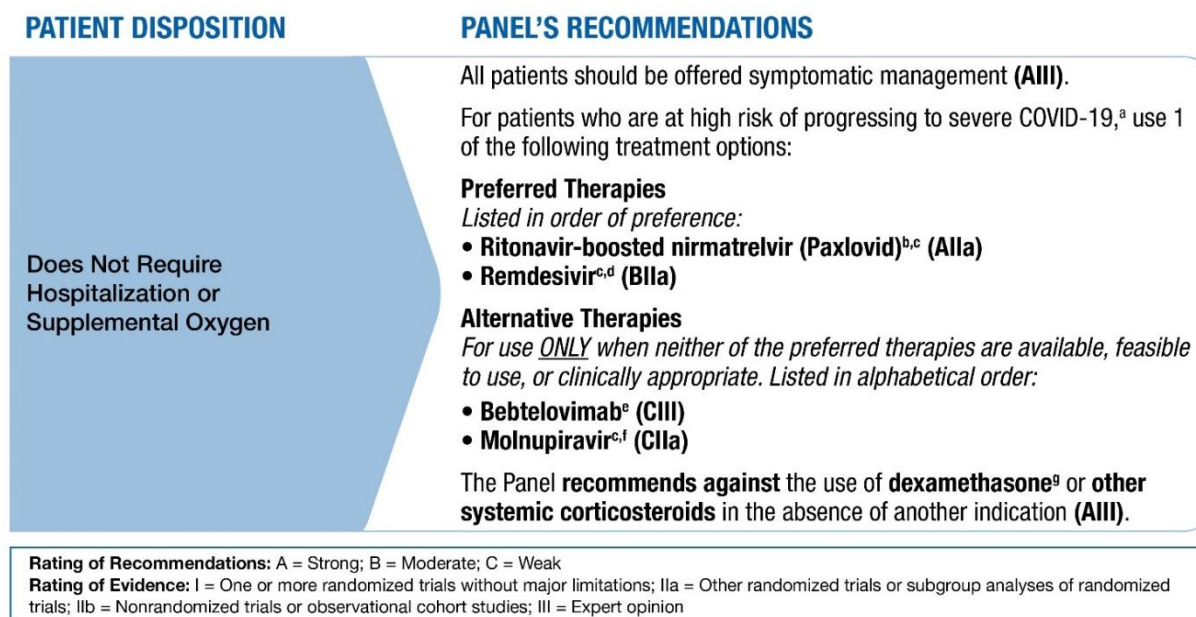 PATIENT DISPOSITION
PANEL'S RECOMMENDATIONS
Does Not Require
Hospitalization or
Supplemental Oxygen
All patients should be offered symptomatic management (AIII).
For patients who are at high risk of progressing to severe COVID-19,ᵃ use 1
of the following treatment options:
Preferred Therapies
Listed in order of preference:
• Ritonavir-boosted nirmatrelvir (Paxlovid)ᵇ,ᶜ (AIIa)
• Remdesivirᶜ,ᵈ (BIIa)
Alternative Therapies
For use ONLY when neither of the preferred therapies are available, feasible
to use, or clinically appropriate. Listed in alphabetical order:
• Bebtelovimabᵉ (CIII)
• Molnupiravirᶜ,ᶠ (CIIa)
The Panel recommends against the use of dexamethasoneᵍ or other
systemic corticosteroids in the absence of another indication (AIII).
Rating of Recommendations: A = Strong; B = Moderate; C = Weak
Rating of Evidence: I = One or more randomized trials without major limitations; IIa = Other randomized trials or subgroup analyses of randomized
trials; IIb = Nonrandomized trials or observational cohort studies; III = Expert opinion